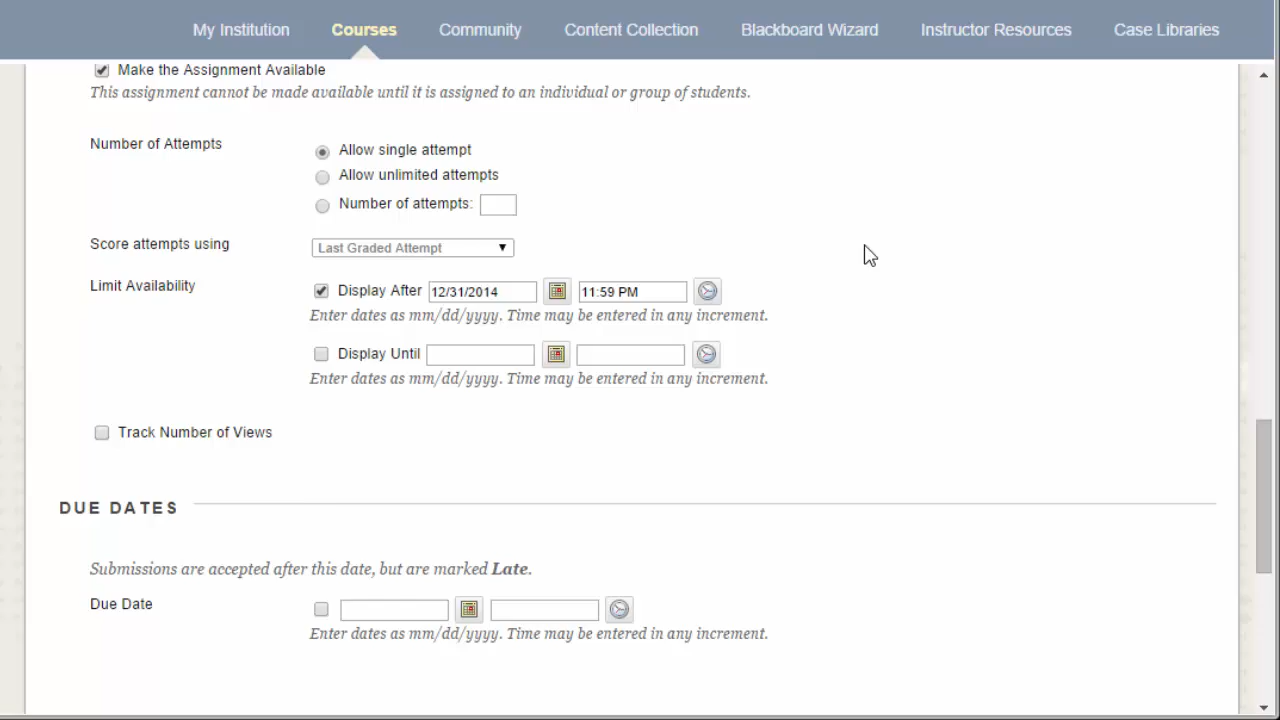 My Institution Courses Community Content Collection Blackboard Wizard Instructor Resources Case Libraries
Make the Assignment Available
This assignment cannot be made available until it is assigned to an individual or group of students.
Number of Attempts
Allow single attempt
Allow unlimited attempts
Number of attempts:
Score attempts using Last Graded Attempt
Limit Availability Display After 12/31/2014 11:59 PM
Enter dates as mm/dd/yyyy. Time may be entered in any increment.
Display Until
Enter dates as mm/dd/yyyy. Time may be entered in any increment.
Track Number of Views
DUE DATES
Submissions are accepted after this date, but are marked Late.
Due Date
Enter dates as mm/dd/yyyy. Time may be entered in any increment.